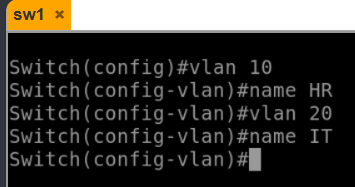 sw1 ×
Switch(config)#vlan 10
Switch(config-vlan)#name HR
Switch(config-vlan)#vlan 20
Switch(config-vlan)#name IT
Switch(config-vlan)#